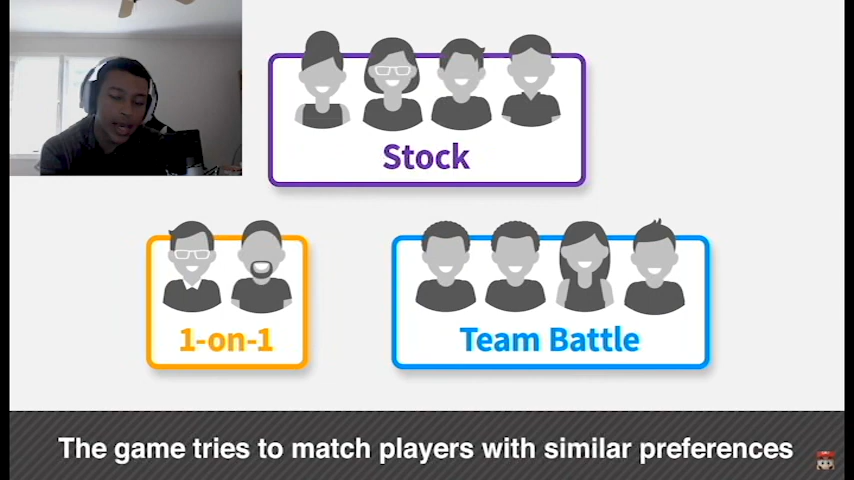 Stock
1-on-1
Team Battle
The game tries to match players with similar preferences